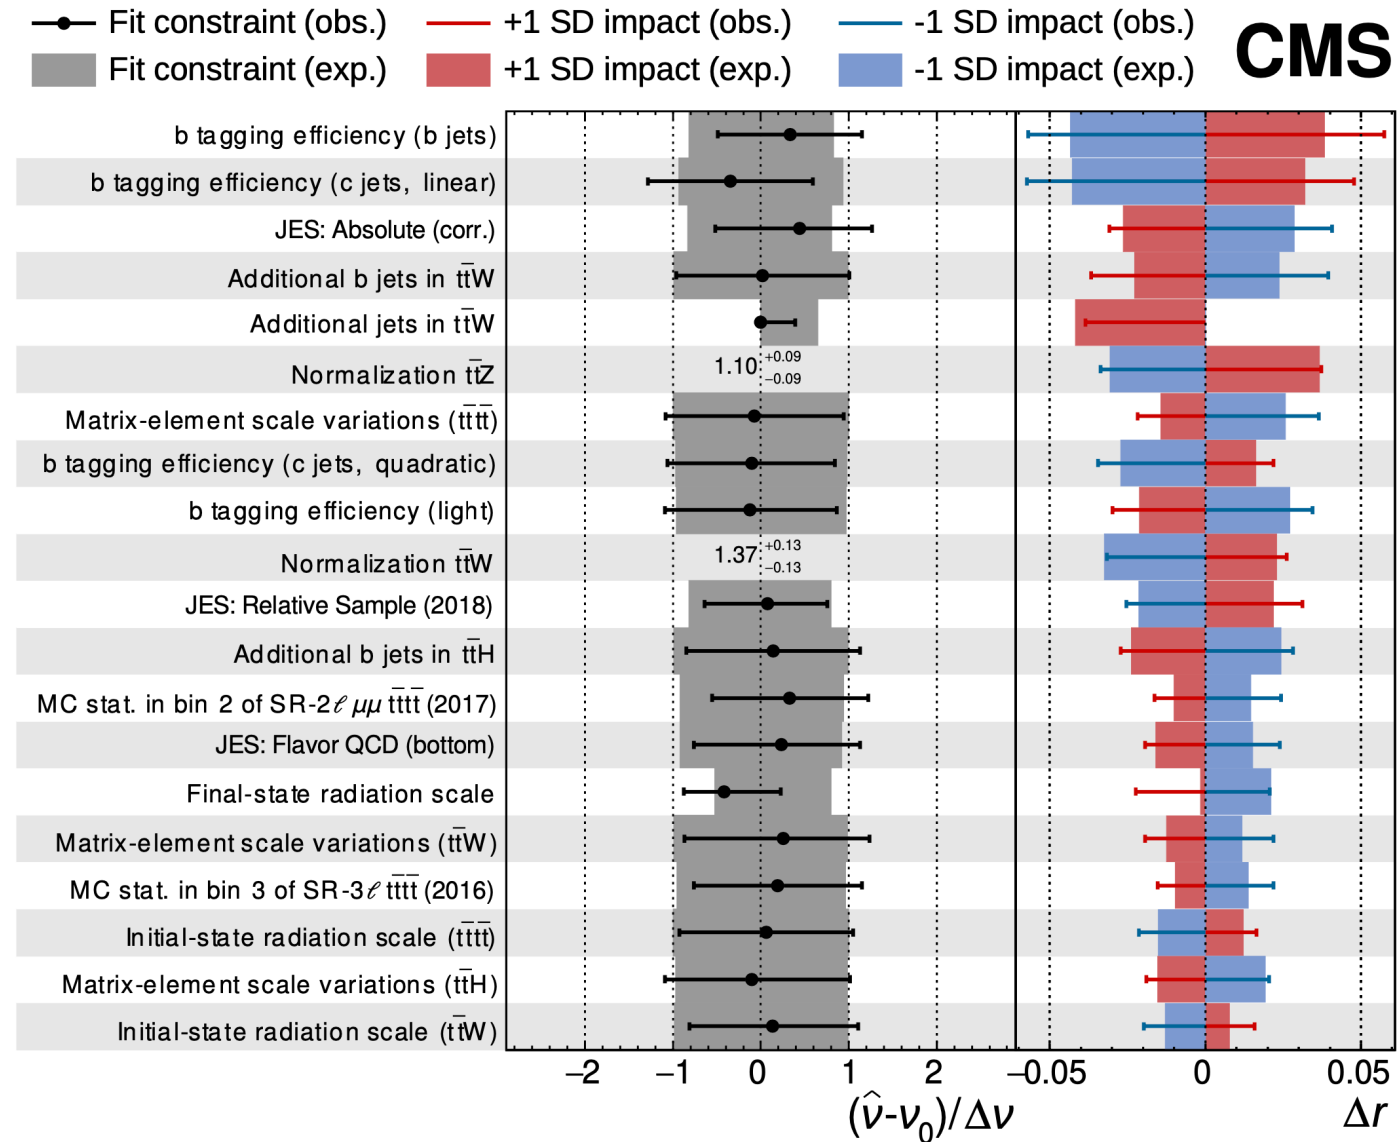 Fit constraint (obs.) +1 SD impact (obs.) -1 SD impact (obs.) CMS
Fit constraint (exp.) +1 SD impact (exp.) -1 SD impact (exp.)
b tagging efficiency (b jets)
b tagging efficiency (c jets, linear)
JES: Absolute (corr.)
Additional b jets in tt̄W
Additional jets in tt̄W
Normalization tt̄Z 1.10 +0.09 −0.09
Matrix-element scale variations (tt̄tt̄)
b tagging efficiency (c jets, quadratic)
b tagging efficiency (light)
Normalization tt̄W 1.37 +0.13 −0.13
JES: Relative Sample (2018)
Additional b jets in tt̄H
MC stat. in bin 2 of SR-2ℓ μμ tt̄tt̄ (2017)
JES: Flavor QCD (bottom)
Final-state radiation scale
Matrix-element scale variations (tt̄W)
MC stat. in bin 3 of SR-3ℓ tt̄tt̄ (2016)
Initial-state radiation scale (tt̄tt̄)
Matrix-element scale variations (tt̄H)
Initial-state radiation scale (tt̄W)
−2 −1 0 1 2 −0.05 0 0.05
(ν̂-ν₀)/Δν Δr